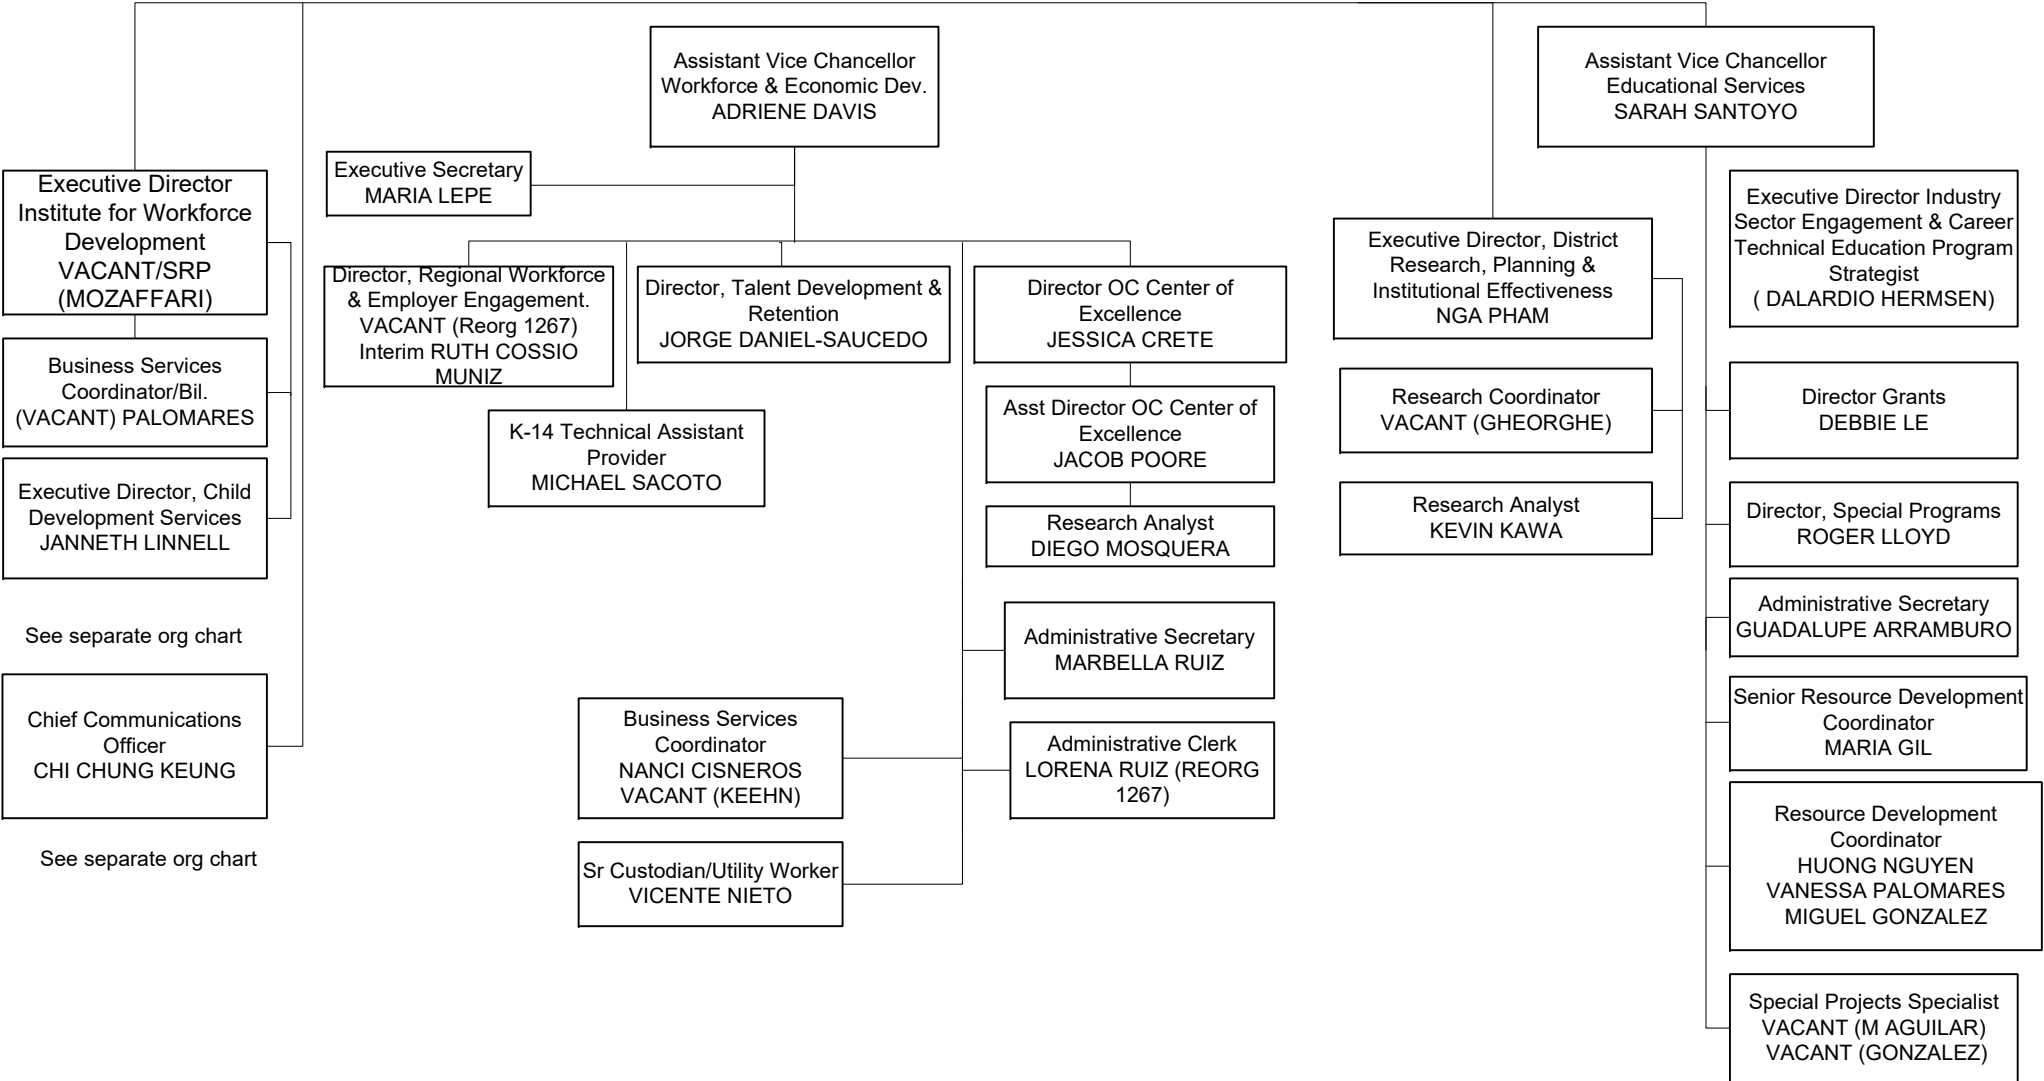 Assistant Vice Chancellor
Workforce & Economic Dev.
ADRIENE DAVIS
Assistant Vice Chancellor
Educational Services
SARAH SANTOYO
Executive Secretary
MARIA LEPE
Executive Director
Institute for Workforce
Development
VACANT/SRP
(MOZAFFARI)
Business Services
Coordinator/Bil.
(VACANT) PALOMARES
Executive Director, Child
Development Services
JANNETH LINNELL
See separate org chart
Chief Communications
Officer
CHI CHUNG KEUNG
See separate org chart
Director, Regional Workforce
& Employer Engagement.
VACANT (Reorg 1267)
Interim RUTH COSSIO
MUNIZ
K-14 Technical Assistant
Provider
MICHAEL SACOTO
Director, Talent Development &
Retention
JORGE DANIEL-SAUCEDO
Director OC Center of
Excellence
JESSICA CRETE
Asst Director OC Center of
Excellence
JACOB POORE
Research Analyst
DIEGO MOSQUERA
Administrative Secretary
MARBELLA RUIZ
Business Services
Coordinator
NANCI CISNEROS
VACANT (KEEHN)
Administrative Clerk
LORENA RUIZ (REORG
1267)
Sr Custodian/Utility Worker
VICENTE NIETO
Executive Director, District
Research, Planning &
Institutional Effectiveness
NGA PHAM
Research Coordinator
VACANT (GHEORGHE)
Research Analyst
KEVIN KAWA
Executive Director Industry
Sector Engagement & Career
Technical Education Program
Strategist
( DALARDIO HERMSEN)
Director Grants
DEBBIE LE
Director, Special Programs
ROGER LLOYD
Administrative Secretary
GUADALUPE ARRAMBURO
Senior Resource Development
Coordinator
MARIA GIL
Resource Development
Coordinator
HUONG NGUYEN
VANESSA PALOMARES
MIGUEL GONZALEZ
Special Projects Specialist
VACANT (M AGUILAR)
VACANT (GONZALEZ)